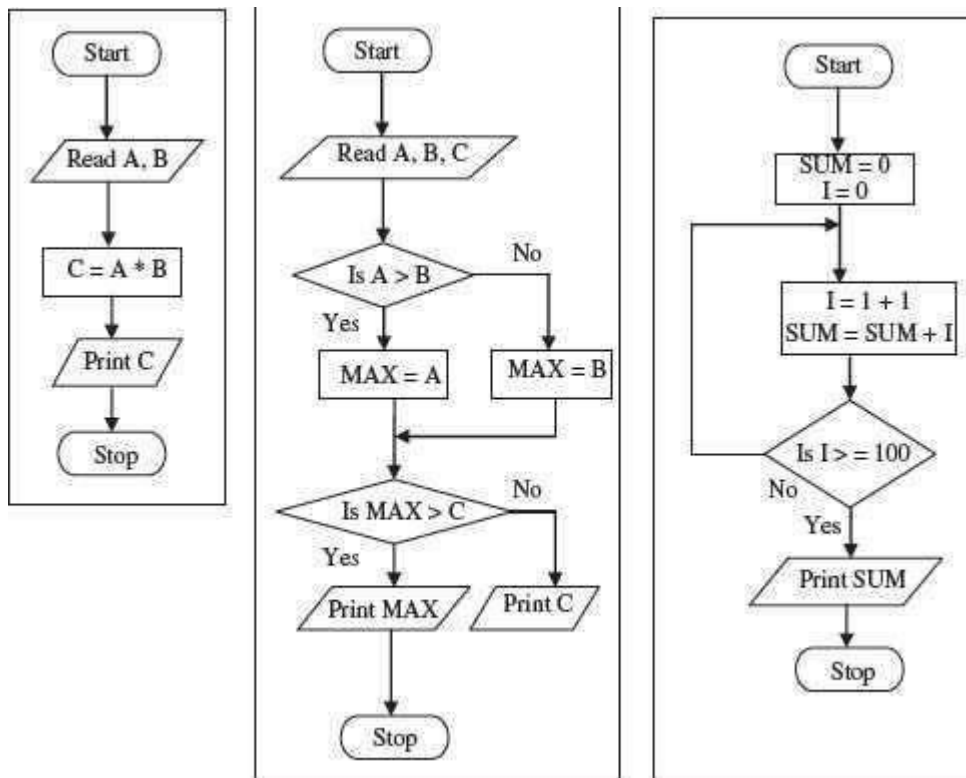 Start
Read A, B
C = A * B
Print C
Stop
Start
Read A, B, C
Is A > B
No
Yes
MAX = A
MAX = B
Is MAX > C
No
Yes
Print MAX
Print C
Stop
Start
SUM = 0
I = 0
I = 1 + 1
SUM = SUM + I
Is I > = 100
No
Yes
Print SUM
Stop